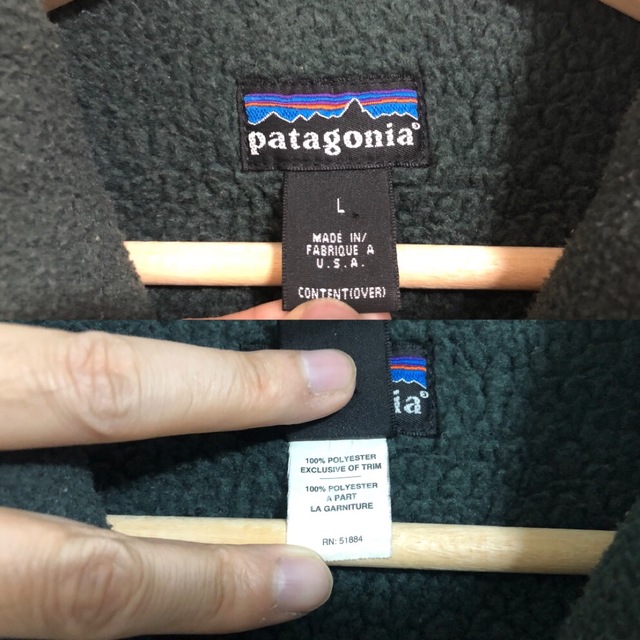 patagonia®
L
MADE IN/
FABRIQUE A
U.S.A.
CONTENT(OVER)
ia®
100% POLYESTER
EXCLUSIVE OF TRIM
100% POLYESTER
A PART
LA GARNITURE
RN: 51884